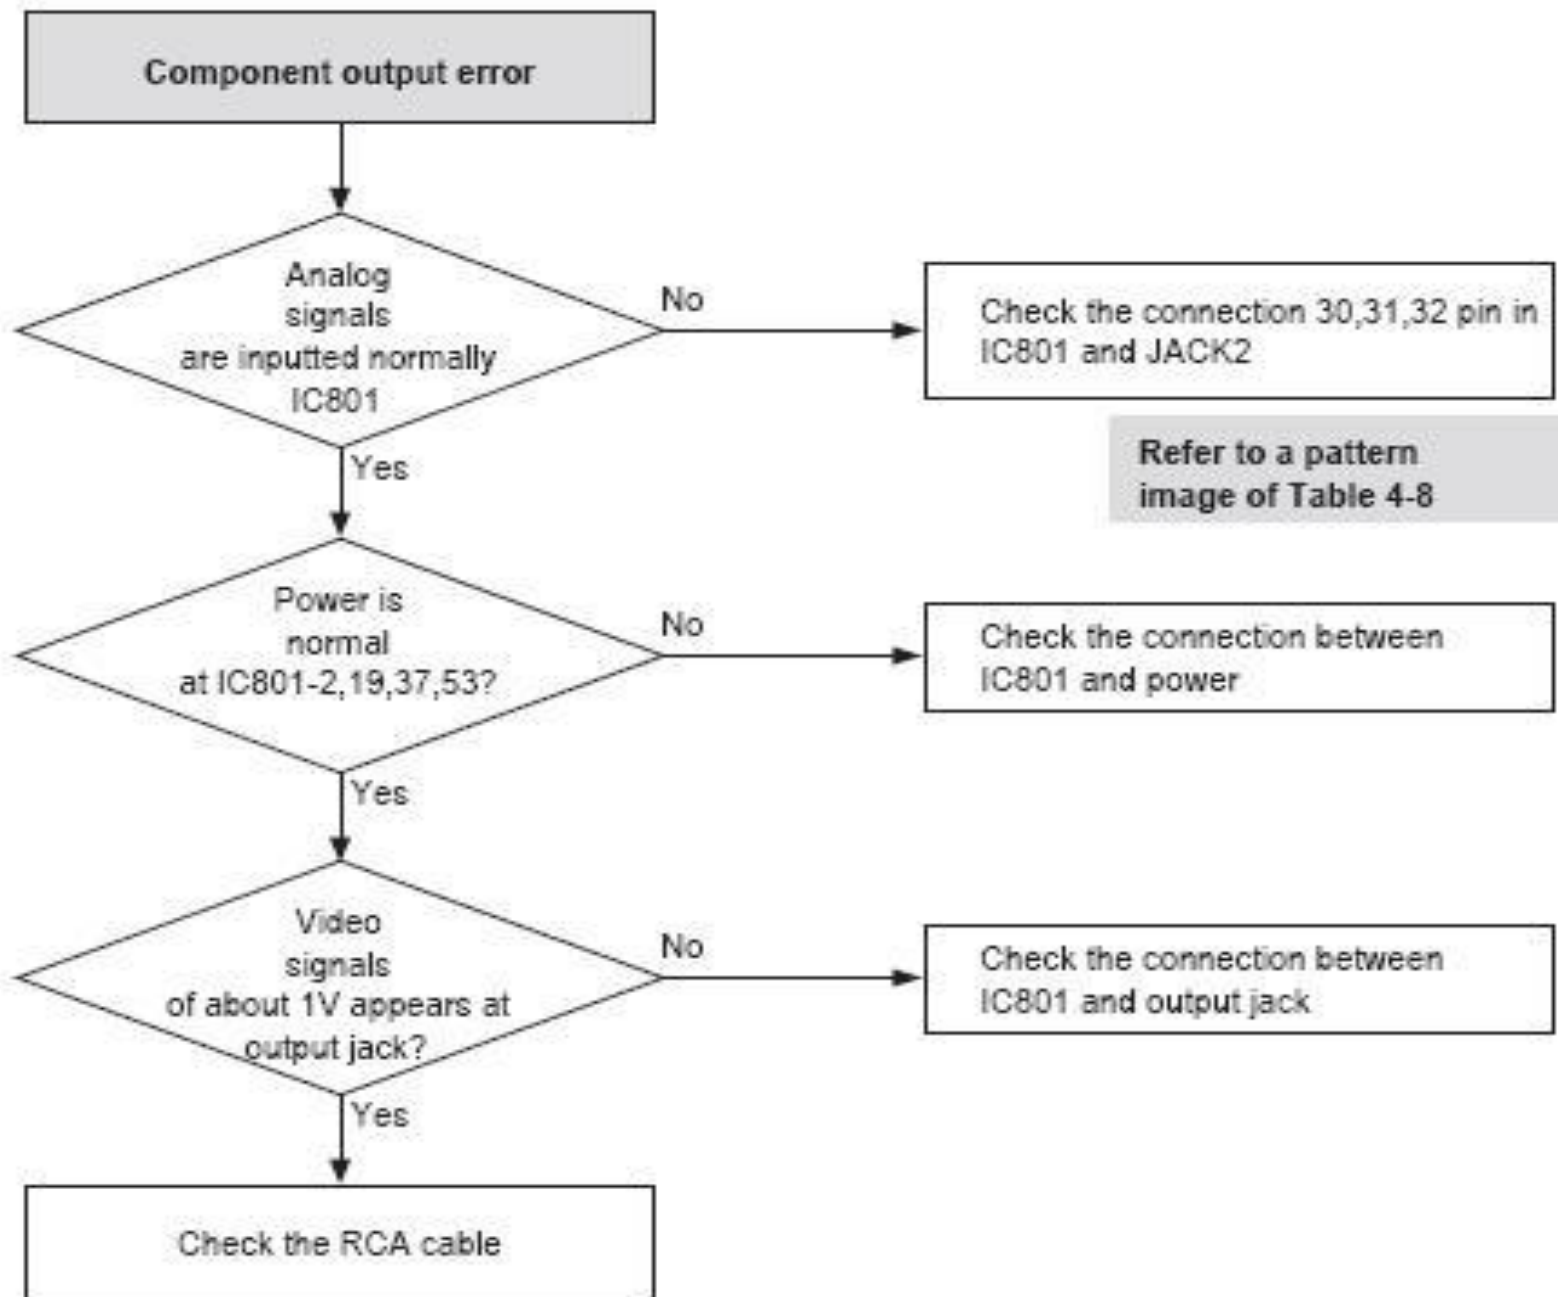 Component output error
Analog
signals
are inputted normally
IC801
No
Check the connection 30,31,32 pin in
IC801 and JACK2
Refer to a pattern
image of Table 4-8
Yes
Power is
normal
at IC801-2,19,37,53?
No
Check the connection between
IC801 and power
Yes
Video
signals
of about 1V appears at
output jack?
No
Check the connection between
IC801 and output jack
Yes
Check the RCA cable